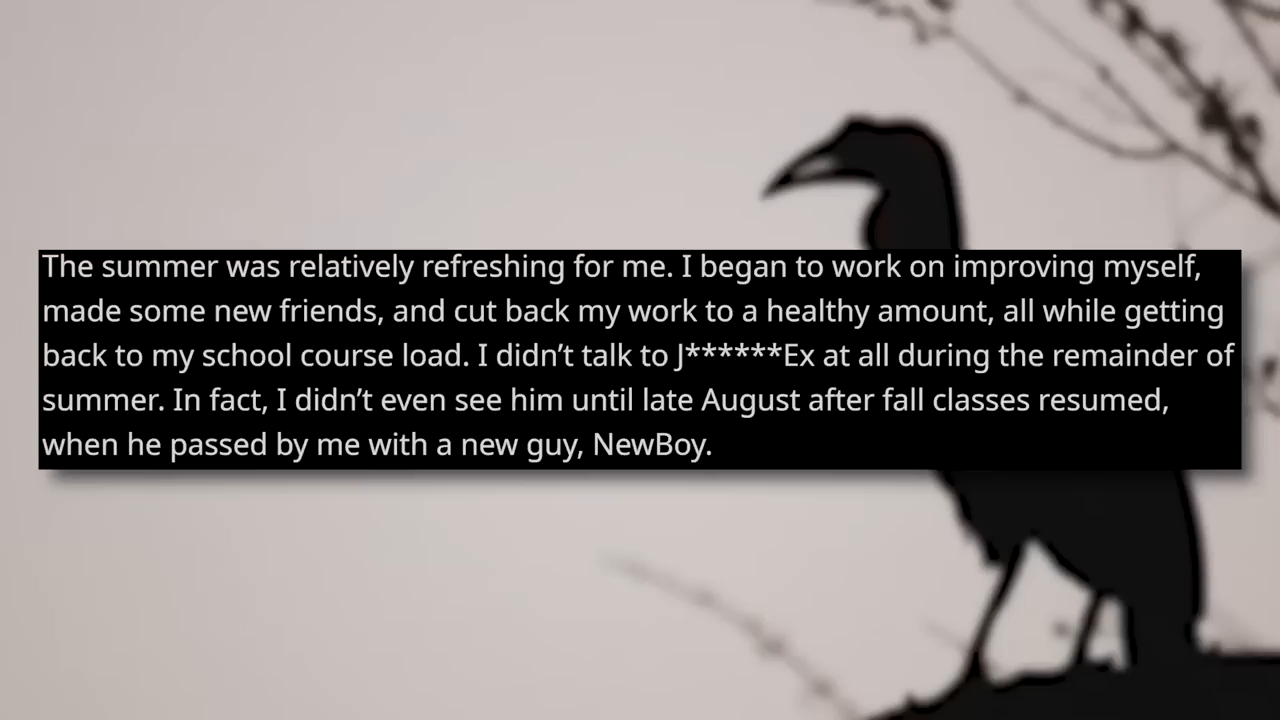 The summer was relatively refreshing for me. I began to work on improving myself,
made some new friends, and cut back my work to a healthy amount, all while getting
back to my school course load. I didn’t talk to J******Ex at all during the remainder of
summer. In fact, I didn’t even see him until late August after fall classes resumed,
when he passed by me with a new guy, NewBoy.